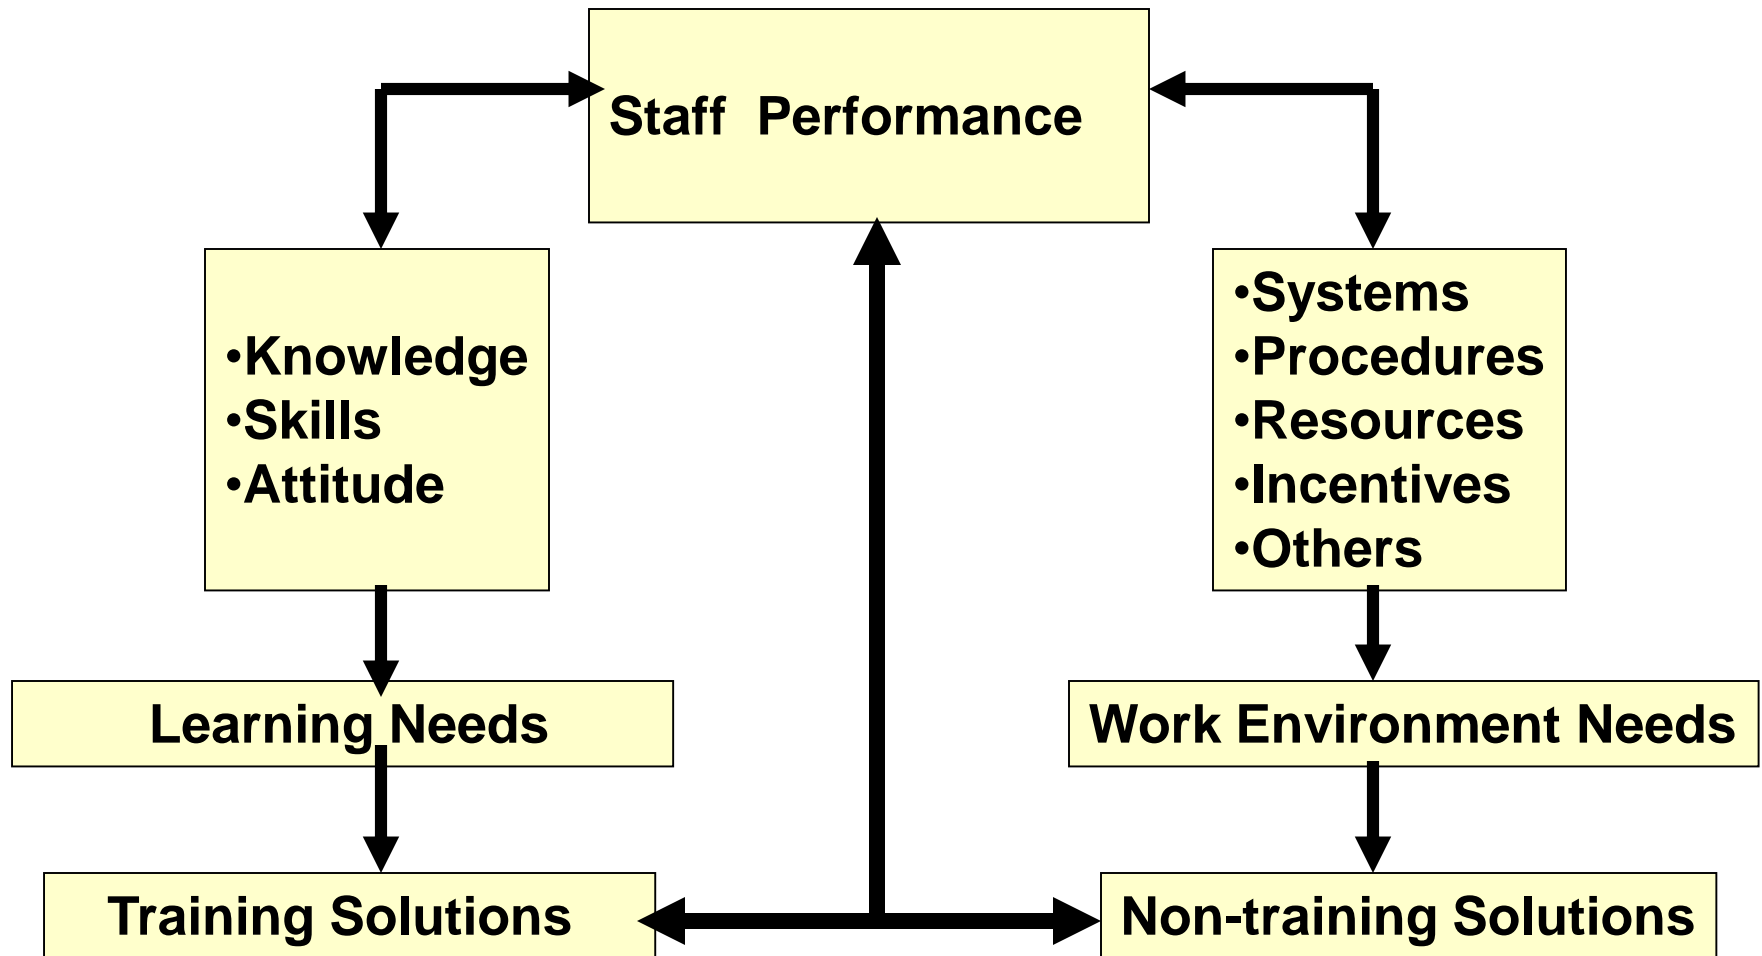 Staff  Performance
•Knowledge
•Skills
•Attitude
•Systems
•Procedures
•Resources
•Incentives
•Others
Learning Needs
Work Environment Needs
Training Solutions
Non-training Solutions